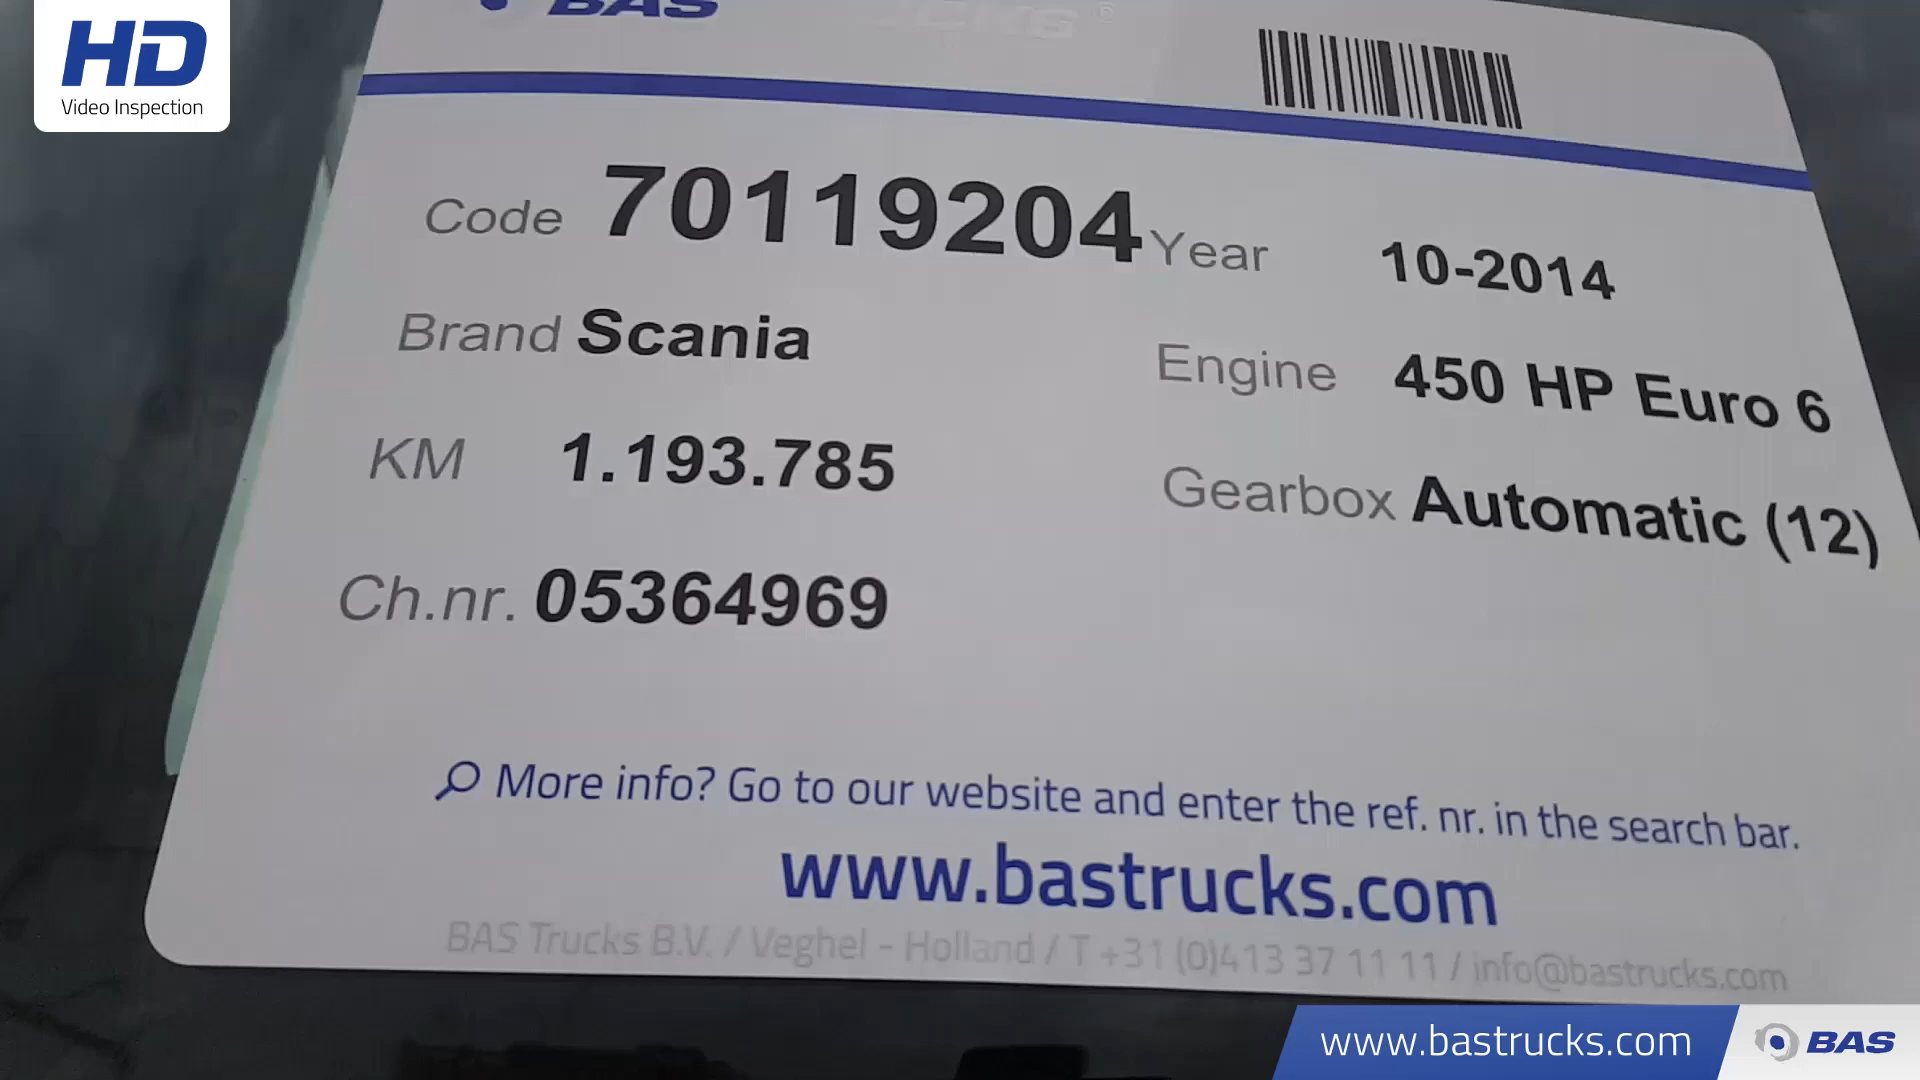 HD
Video Inspection
BAS
Code 70119204 Year 10-2014
Brand Scania
Engine 450 HP Euro 6
KM 1.193.785
Gearbox Automatic (12)
Ch.nr. 05364969
More info? Go to our website and enter the ref. nr. in the search bar.
www.bastrucks.com
BAS Trucks B.V. / Veghel - Holland / T +31 (0)413 37 11 11 / info@bastrucks.com
www.bastrucks.com
BAS